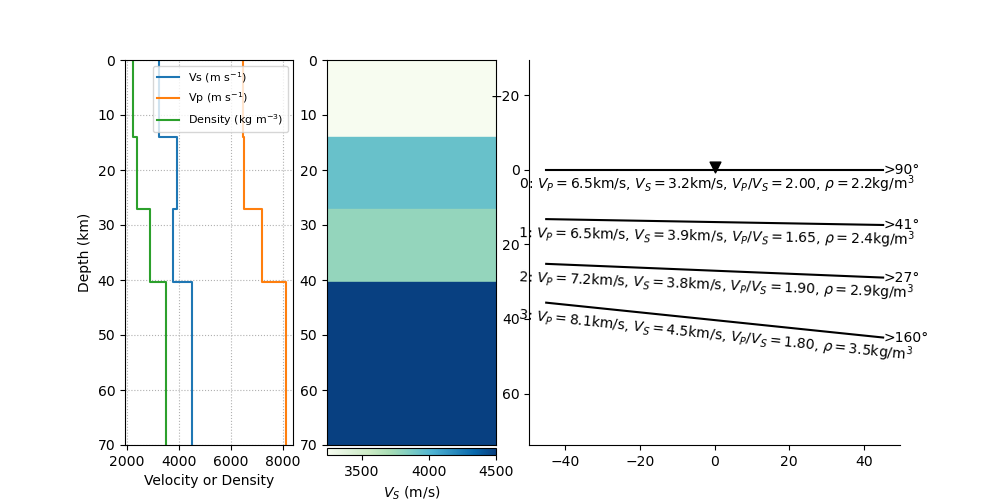 0
10
20
30
40
50
60
70
Depth (km)
2000 4000 6000 8000
Velocity or Density
Vs (m s⁻¹)
Vp (m s⁻¹)
Density (kg m⁻³)
0
10
20
30
40
50
60
70
3500 4000 4500
V_S (m/s)
−20
0
20
40
60
−40 −20 0 20 40
>90°
0: V_P = 6.5km/s, V_S = 3.2km/s, V_P/V_S = 2.00, ρ = 2.2kg/m³
>41°
1: V_P = 6.5km/s, V_S = 3.9km/s, V_P/V_S = 1.65, ρ = 2.4kg/m³
>27°
2: V_P = 7.2km/s, V_S = 3.8km/s, V_P/V_S = 1.90, ρ = 2.9kg/m³
>160°
3: V_P = 8.1km/s, V_S = 4.5km/s, V_P/V_S = 1.80, ρ = 3.5kg/m³